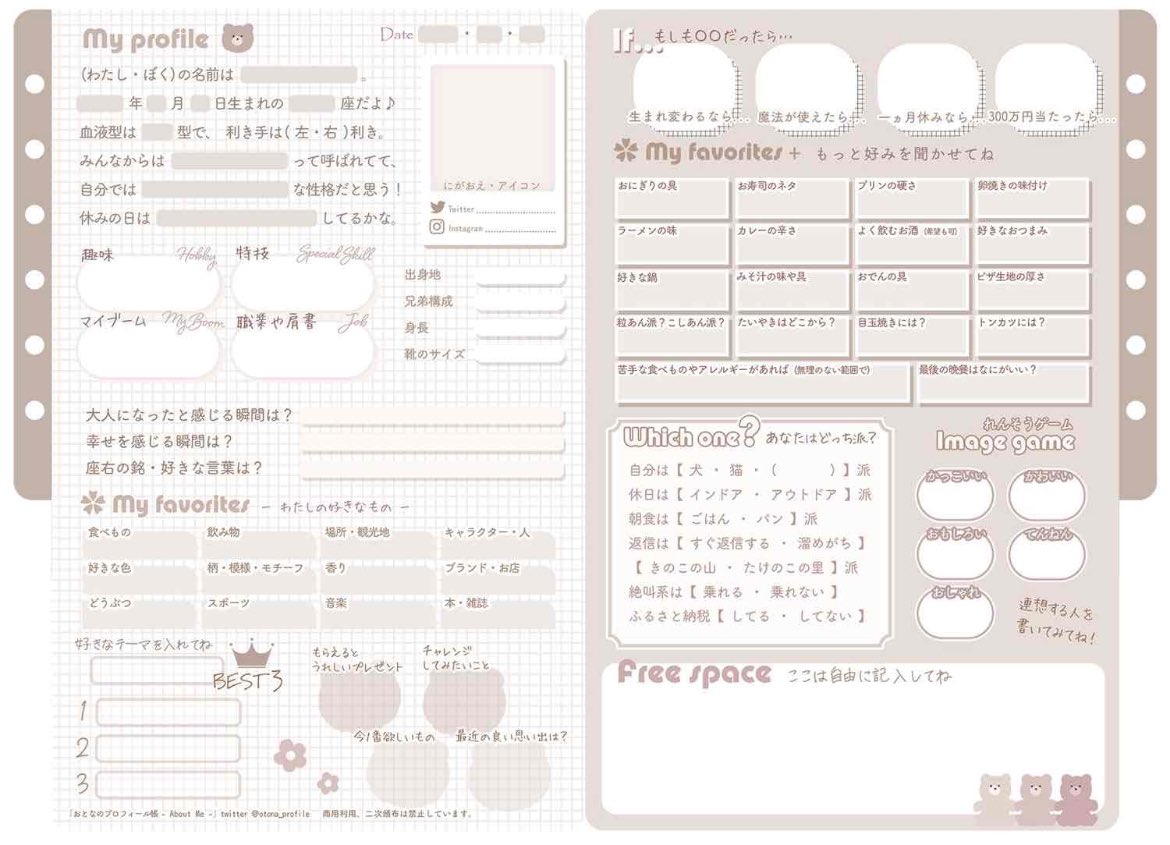 My profile
Date ・ ・
(わたし・ぼく)の名前は 。
年 月 日生まれの 座だよ♪
血液型は 型で、 利き手は( 左・右 )利き。
みんなからは って呼ばれてて、
自分では な性格だと思う！
休みの日は してるかな。
にがおえ・アイコン
Twitter
Instagram
趣味 Hobby
特技 Special Skill
マイブーム My Boom
職業や肩書 Job
出身地
兄弟構成
身長
靴のサイズ
大人になったと感じる瞬間は？
幸せを感じる瞬間は？
座右の銘・好きな言葉は？
My favorites − わたしの好きなもの −
食べもの 飲み物 場所・観光地 キャラクター・人
好きな色 柄・模様・モチーフ 香り ブランド・お店
どうぶつ スポーツ 音楽 本・雑誌
好きなテーマを入れてね
BEST3
1
2
3
もらえると
うれしいプレゼント
チャレンジ
してみたいこと
今1番欲しいもの
最近の良い思い出は？
「おとなのプロフィール帳 - About Me -」twitter @otona_profile 商用利用、二次頒布は禁止しています。
If... もしも〇〇だったら…
生まれ変わるなら...
魔法が使えたら...
一ヵ月休みなら...
300万円当たったら...
My favorites + もっと好みを聞かせてね
おにぎりの具 お寿司のネタ プリンの硬さ 卵焼きの味付け
ラーメンの味 カレーの辛さ よく飲むお酒 (希望も可) 好きなおつまみ
好きな鍋 みそ汁の味や具 おでんの具 ピザ生地の厚さ
粒あん派？こしあん派？ たいやきはどこから？ 目玉焼きには？ トンカツには？
苦手な食べものやアレルギーがあれば (無理のない範囲で) 最後の晩餐はなにがいい？
Which one? あなたはどっち派？
自分は【 犬 ・ 猫 ・ ( ) 】派
休日は【 インドア ・ アウトドア 】派
朝食は【 ごはん ・ パン 】派
返信は【 すぐ返信する ・ 溜めがち 】
【 きのこの山 ・ たけのこの里 】派
絶叫系は【 乗れる ・ 乗れない 】
ふるさと納税【 してる ・ してない 】
れんそうゲーム
Image game
かっこいい
かわいい
おもしろい
てんねん
おしゃれ
連想する人を
書いてみてね！
Free space ここは自由に記入してね